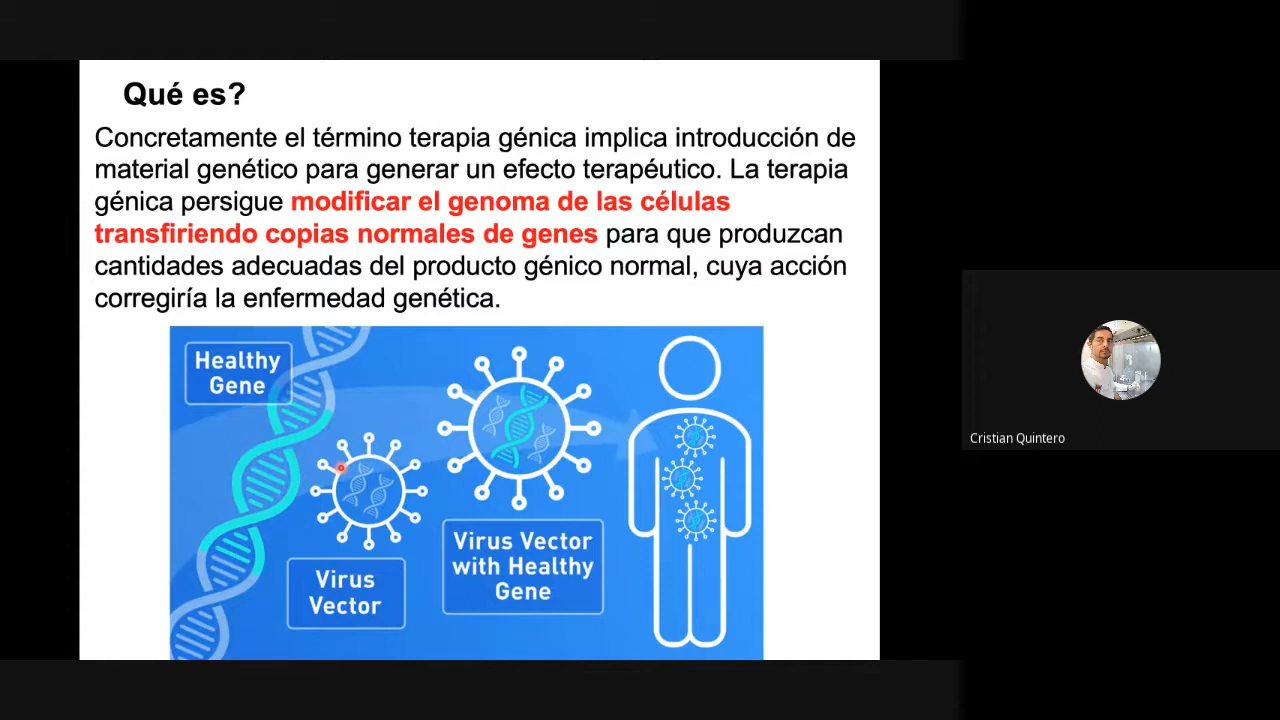 Qué es?
Concretamente el término terapia génica implica introducción de
material genético para generar un efecto terapéutico. La terapia
génica persigue modificar el genoma de las células
transfiriendo copias normales de genes para que produzcan
cantidades adecuadas del producto génico normal, cuya acción
corregiría la enfermedad genética.
Healthy
Gene
Virus
Vector
Virus Vector
with Healthy
Gene
Cristian Quintero